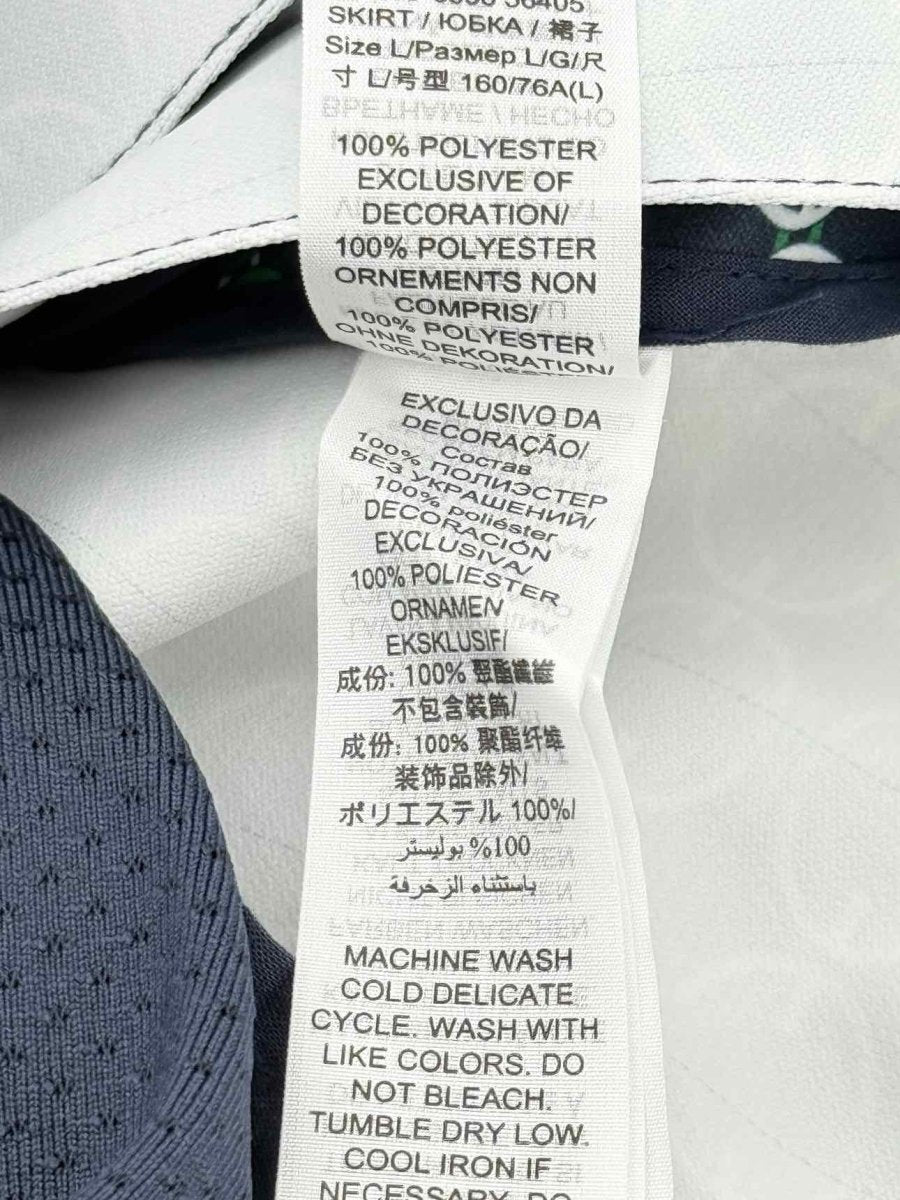 56405
SKIRT / ЮБКА / 裙子
Size L/Размер L/G/尺
寸 L/号型 160/76A(L)
100% POLYESTER
EXCLUSIVE OF
DECORATION/
100% POLYESTER
ORNEMENTS NON
COMPRIS/
100% POLYESTER
OHNE DEKORATION/
100% POLIÉSTER
EXCLUSIVO DA
DECORAÇÃO/
Состав
100% ПОЛИЭСТЕР
БЕЗ УКРАШЕНИЙ/
100% poliéster
DECORACIÓN
EXCLUSIVA/
100% POLIESTER
ORNAMEN
EKSKLUSIF/
成份: 100% 聚酯纖維
不包含裝飾/
成份: 100% 聚酯纤维
装饰品除外/
ポリエステル 100%/
100% بوليستر
باستثناء الزخرفة
MACHINE WASH
COLD DELICATE
CYCLE. WASH WITH
LIKE COLORS. DO
NOT BLEACH.
TUMBLE DRY LOW.
COOL IRON IF
NECESSARY. DO